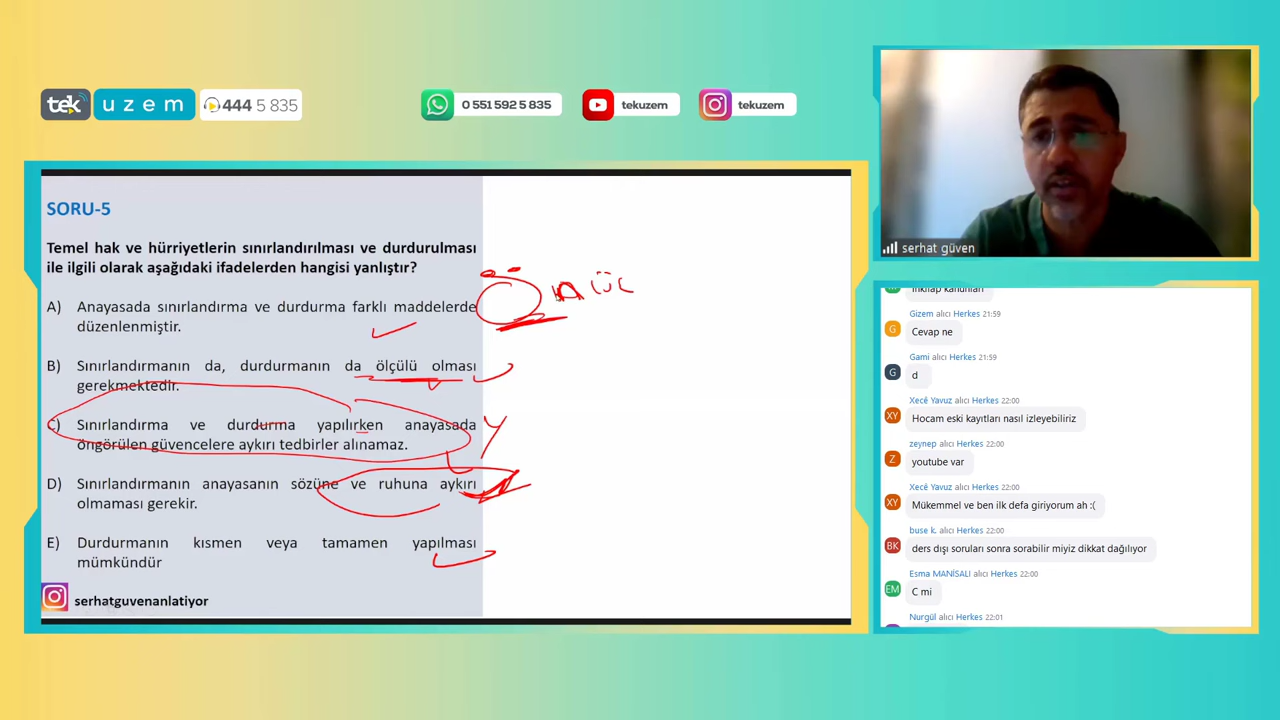 tek uzem 444 5 835
0 551 592 5 835
tekuzem
tekuzem
SORU-5
Temel hak ve hürriyetlerin sınırlandırılması ve durdurulması
ile ilgili olarak aşağıdaki ifadelerden hangisi yanlıştır?
A) Anayasada sınırlandırma ve durdurma farklı maddelerde
düzenlenmiştir.
B) Sınırlandırmanın da, durdurmanın da ölçülü olması
gerekmektedir.
C) Sınırlandırma ve durdurma yapılırken anayasada
öngörülen güvencelere aykırı tedbirler alınamaz.
D) Sınırlandırmanın anayasanın sözüne ve ruhuna aykırı
olmaması gerekir.
E) Durdurmanın kısmen veya tamamen yapılması
mümkündür
serhatguvenanlatiyor
serhat güven
Gizem alıcı Herkes 21:59
Cevap ne
Gami alıcı Herkes 21:59
d
Xecê Yavuz alıcı Herkes 22:00
Hocam eski kayıtları nasıl izleyebiliriz
zeynep alıcı Herkes 22:00
youtube var
Xecê Yavuz alıcı Herkes 22:00
Mükemmel ve ben ilk defa giriyorum ah :(
buse k. alıcı Herkes 22:00
ders dışı soruları sonra sorabilir miyiz dikkat dağılıyor
Esma MANİSALI alıcı Herkes 22:00
C mi
Nurgül alıcı Herkes 22:01